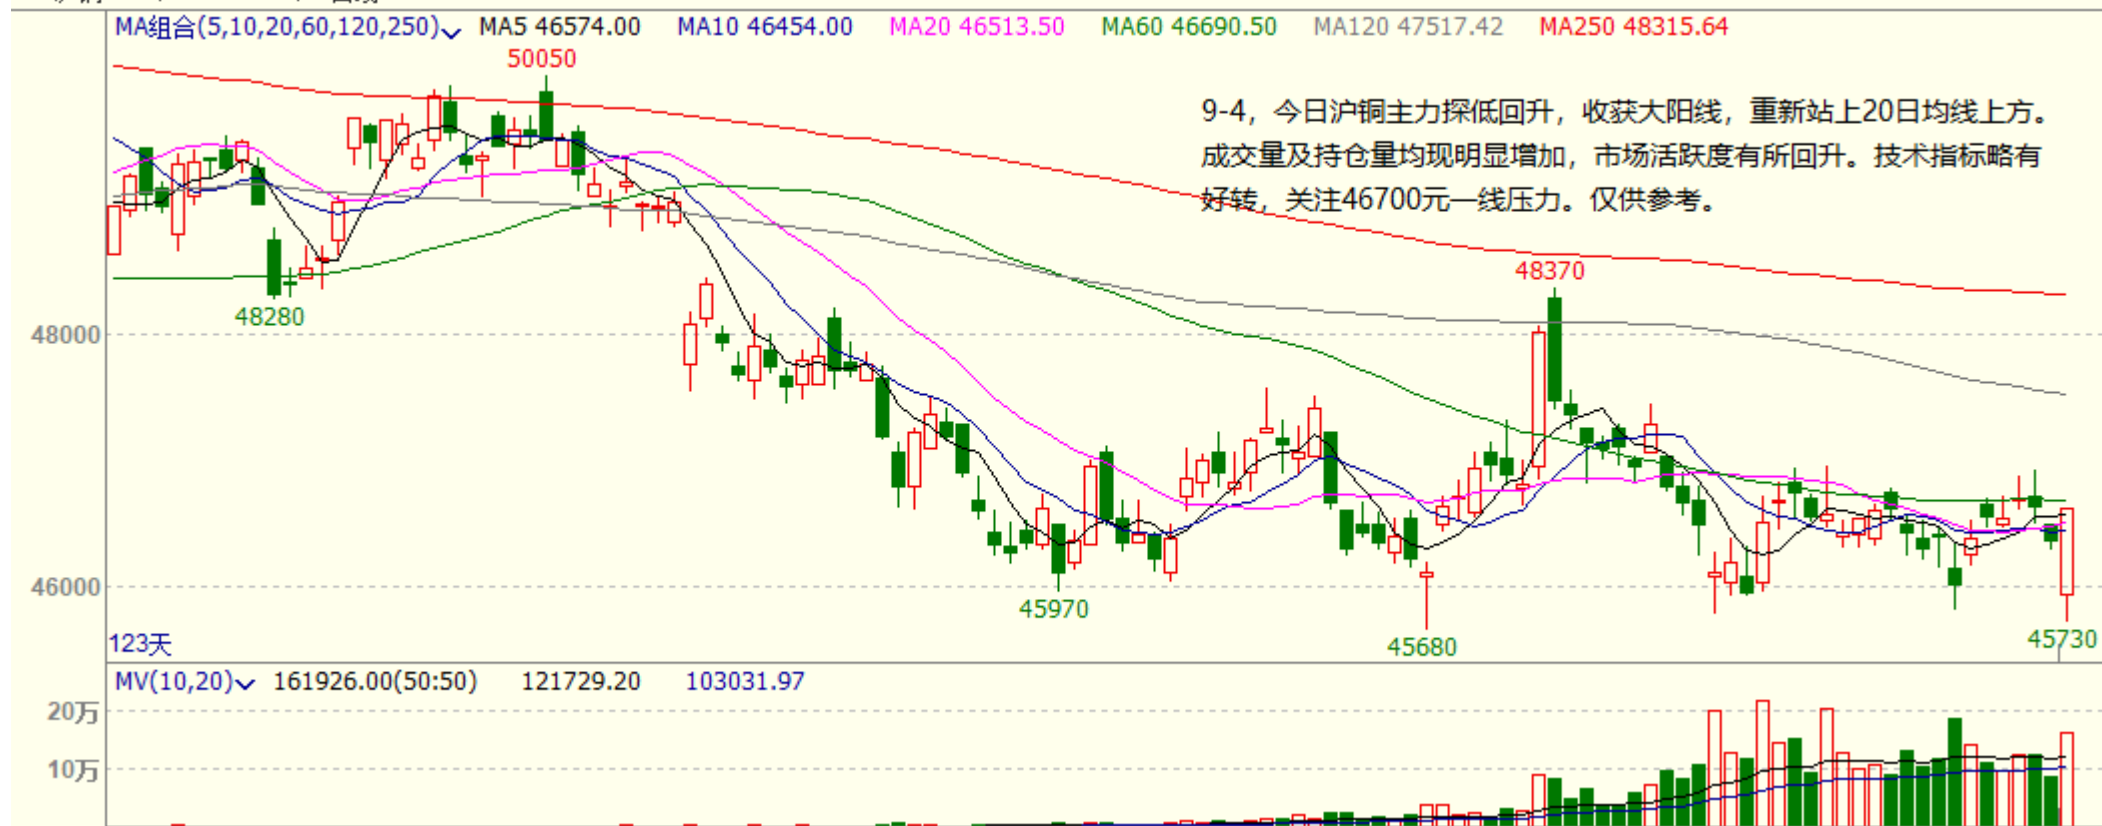 MA组合(5,10,20,60,120,250) MA5 46574.00 MA10 46454.00 MA20 46513.50 MA60 46690.50 MA120 47517.42 MA250 48315.64
50050
9-4，今日沪铜主力探低回升，收获大阳线，重新站上20日均线上方。
成交量及持仓量均现明显增加，市场活跃度有所回升。技术指标略有
好转，关注46700元一线压力。仅供参考。
48370
48280
48000
46000
45970
45680
45730
123天
MV(10,20) 161926.00(50:50) 121729.20 103031.97
20万
10万